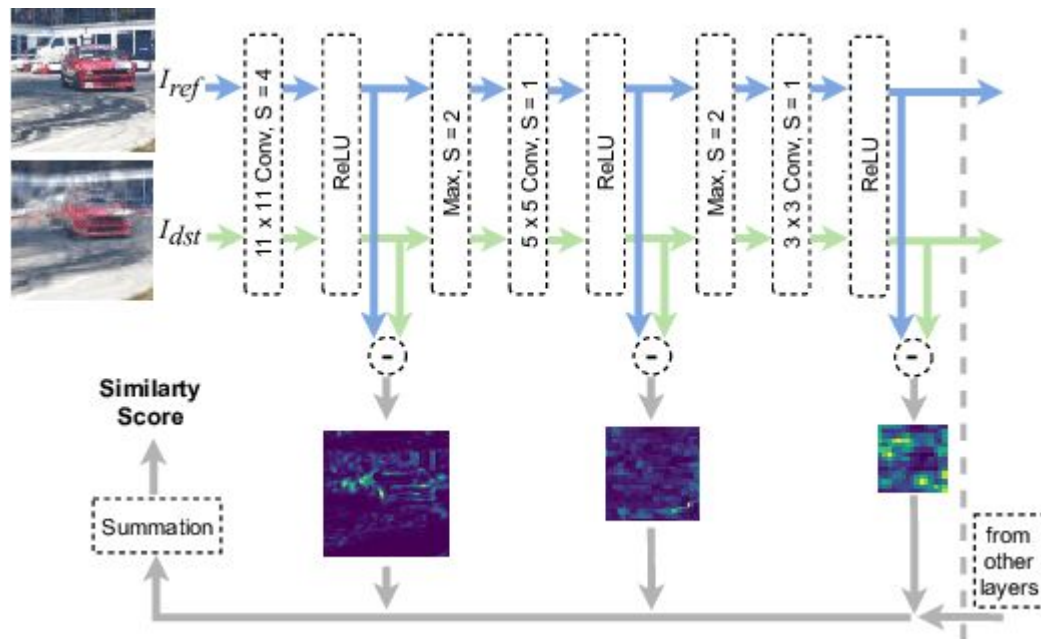 I_ref
I_dst
11 x 11 Conv, S = 4
ReLU
Max, S = 2
5 x 5 Conv, S = 1
ReLU
Max, S = 2
3 x 3 Conv, S = 1
ReLU
-
-
-
Similarty
Score
Summation
from
other
layers